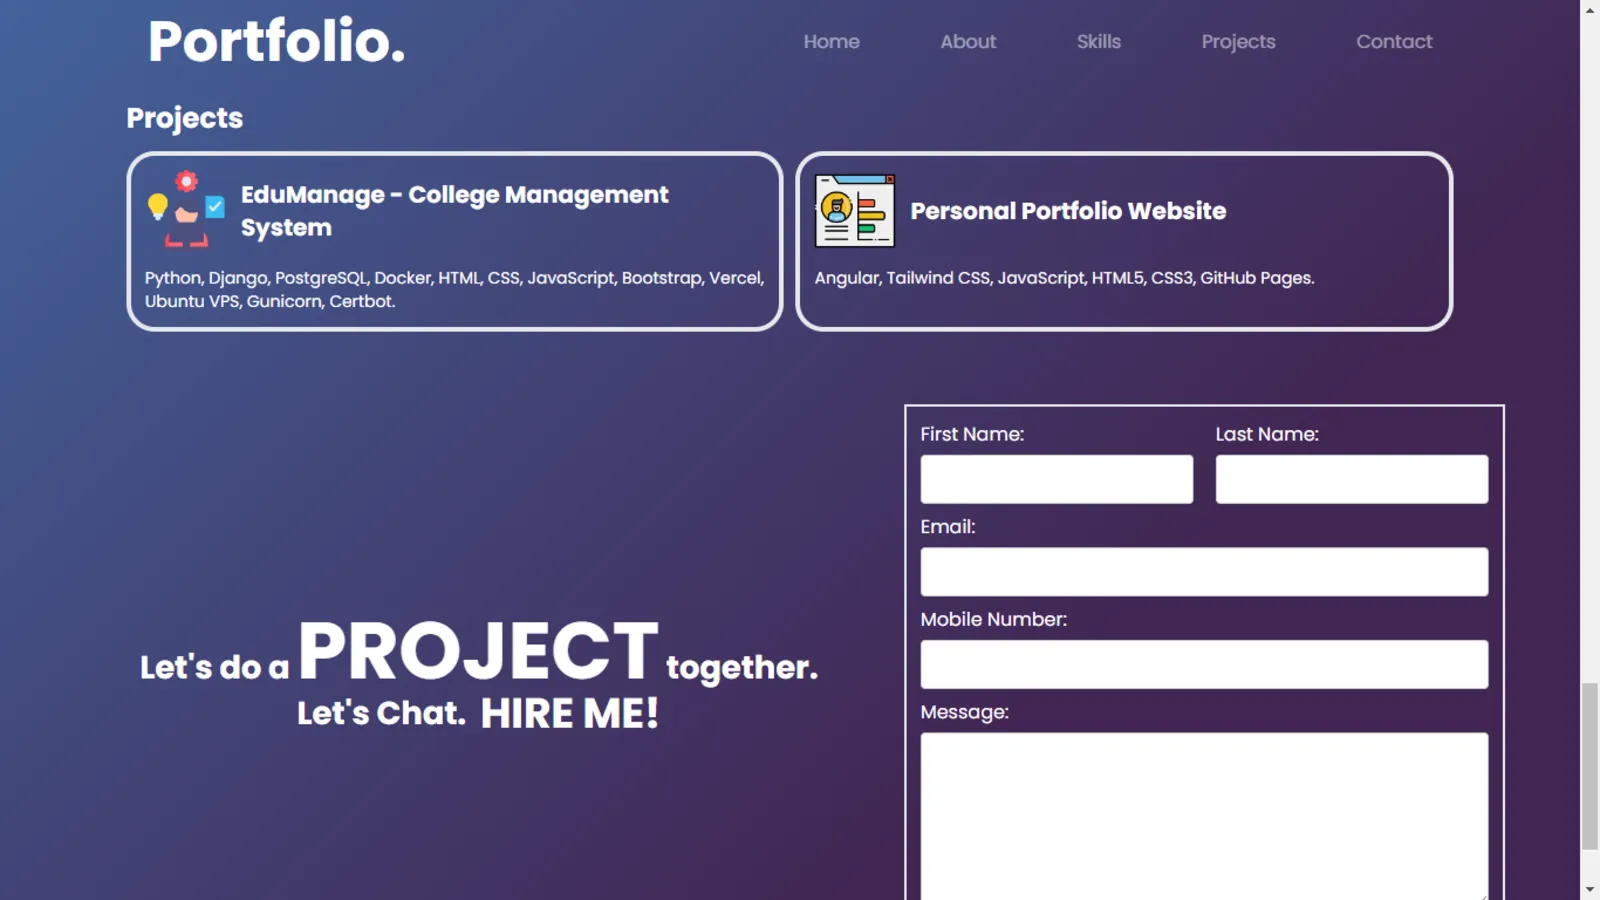 Portfolio.
Home About Skills Projects Contact
Projects
EduManage - College Management
System
Python, Django, PostgreSQL, Docker, HTML, CSS, JavaScript, Bootstrap, Vercel,
Ubuntu VPS, Gunicorn, Certbot.
Personal Portfolio Website
Angular, Tailwind CSS, JavaScript, HTML5, CSS3, GitHub Pages.
Let's do a PROJECT together.
Let's Chat. HIRE ME!
First Name:
Last Name:
Email:
Mobile Number:
Message: